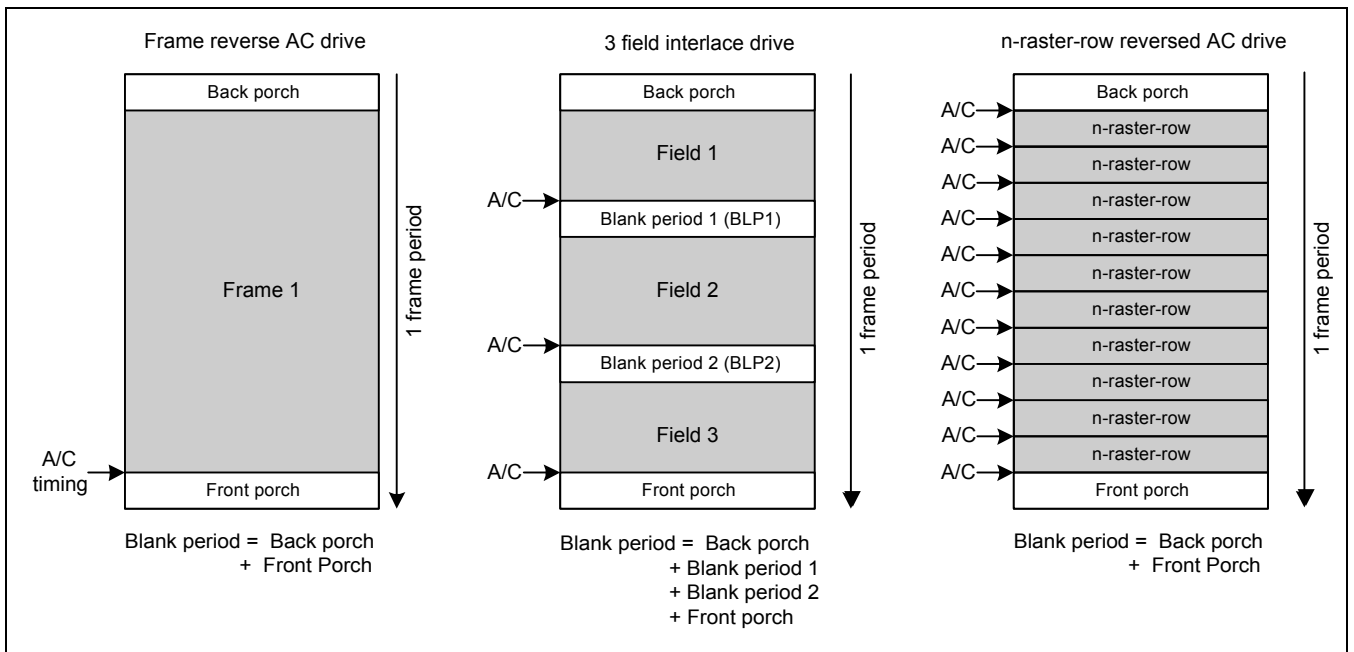 Frame reverse AC drive
Back porch
Frame 1
A/C
timing
Front porch
1 frame period
Blank period = Back porch
+ Front Porch
3 field interlace drive
Back porch
Field 1
A/C
Blank period 1 (BLP1)
Field 2
A/C
Blank period 2 (BLP2)
Field 3
A/C
Front porch
1 frame period
Blank period = Back porch
+ Blank period 1
+ Blank period 2
+ Front porch
n-raster-row reversed AC drive
Back porch
A/C
n-raster-row
A/C
n-raster-row
A/C
n-raster-row
A/C
n-raster-row
A/C
n-raster-row
A/C
n-raster-row
A/C
n-raster-row
A/C
n-raster-row
A/C
n-raster-row
A/C
n-raster-row
A/C
Front porch
1 frame period
Blank period = Back porch
+ Front Porch